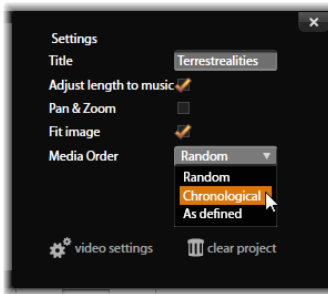 Settings
Title Terrestrealities
Adjust length to music
Pan & Zoom
Fit image
Media Order Random
Random
Chronological
As defined
video settings clear project